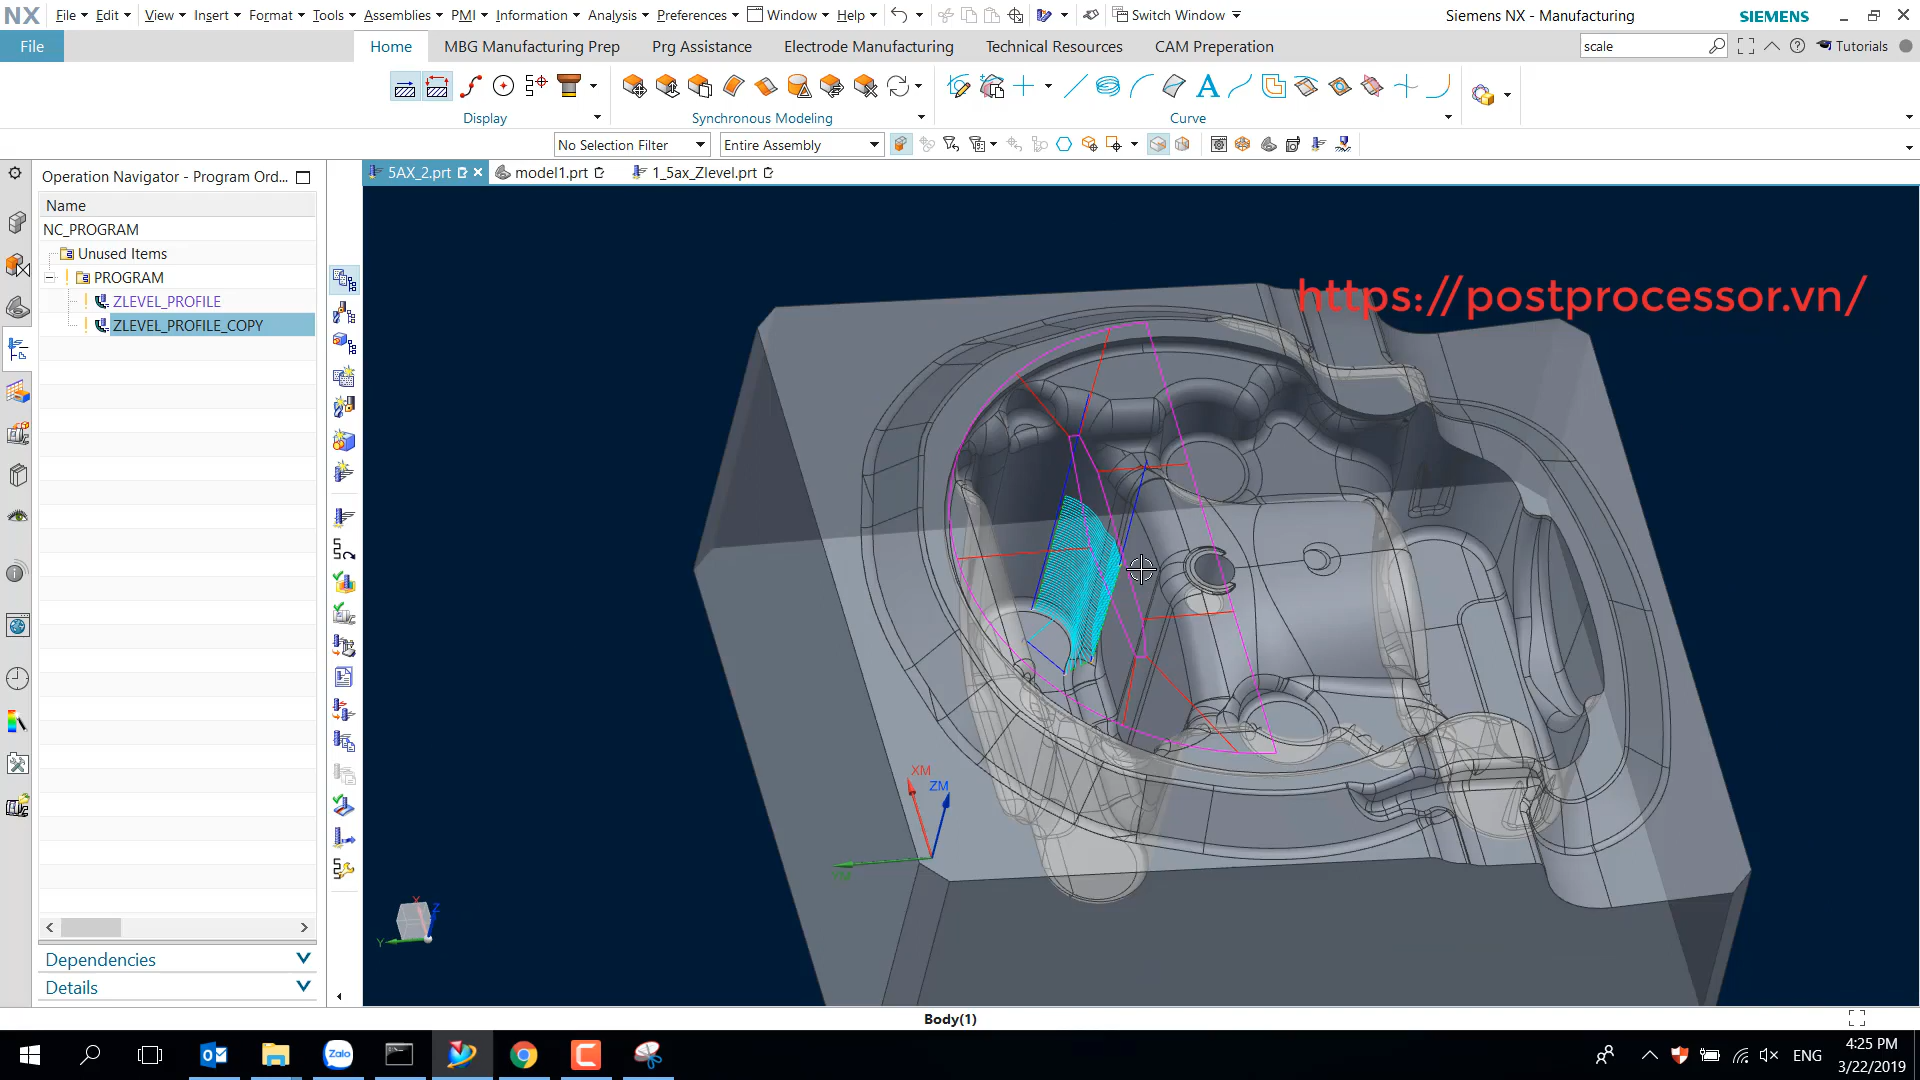 NX File Edit View Insert Format Tools Assemblies PMI Information Analysis Preferences Window Help Switch Window Siemens NX - Manufacturing SIEMENS
File Home MBG Manufacturing Prep Prg Assistance Electrode Manufacturing Technical Resources CAM Preperation scale Tutorials
Display Synchronous Modeling Curve
No Selection Filter Entire Assembly
5AX_2.prt model1.prt 1_5ax_Zlevel.prt
Operation Navigator - Program Ord...
Name
NC_PROGRAM
Unused Items
PROGRAM
ZLEVEL_PROFILE
ZLEVEL_PROFILE_COPY
https://postprocessor.vn/
XM
ZM
YM
X
Z
Y
Dependencies
Details
Body(1)
Zalo
ENG
4:25 PM
3/22/2019